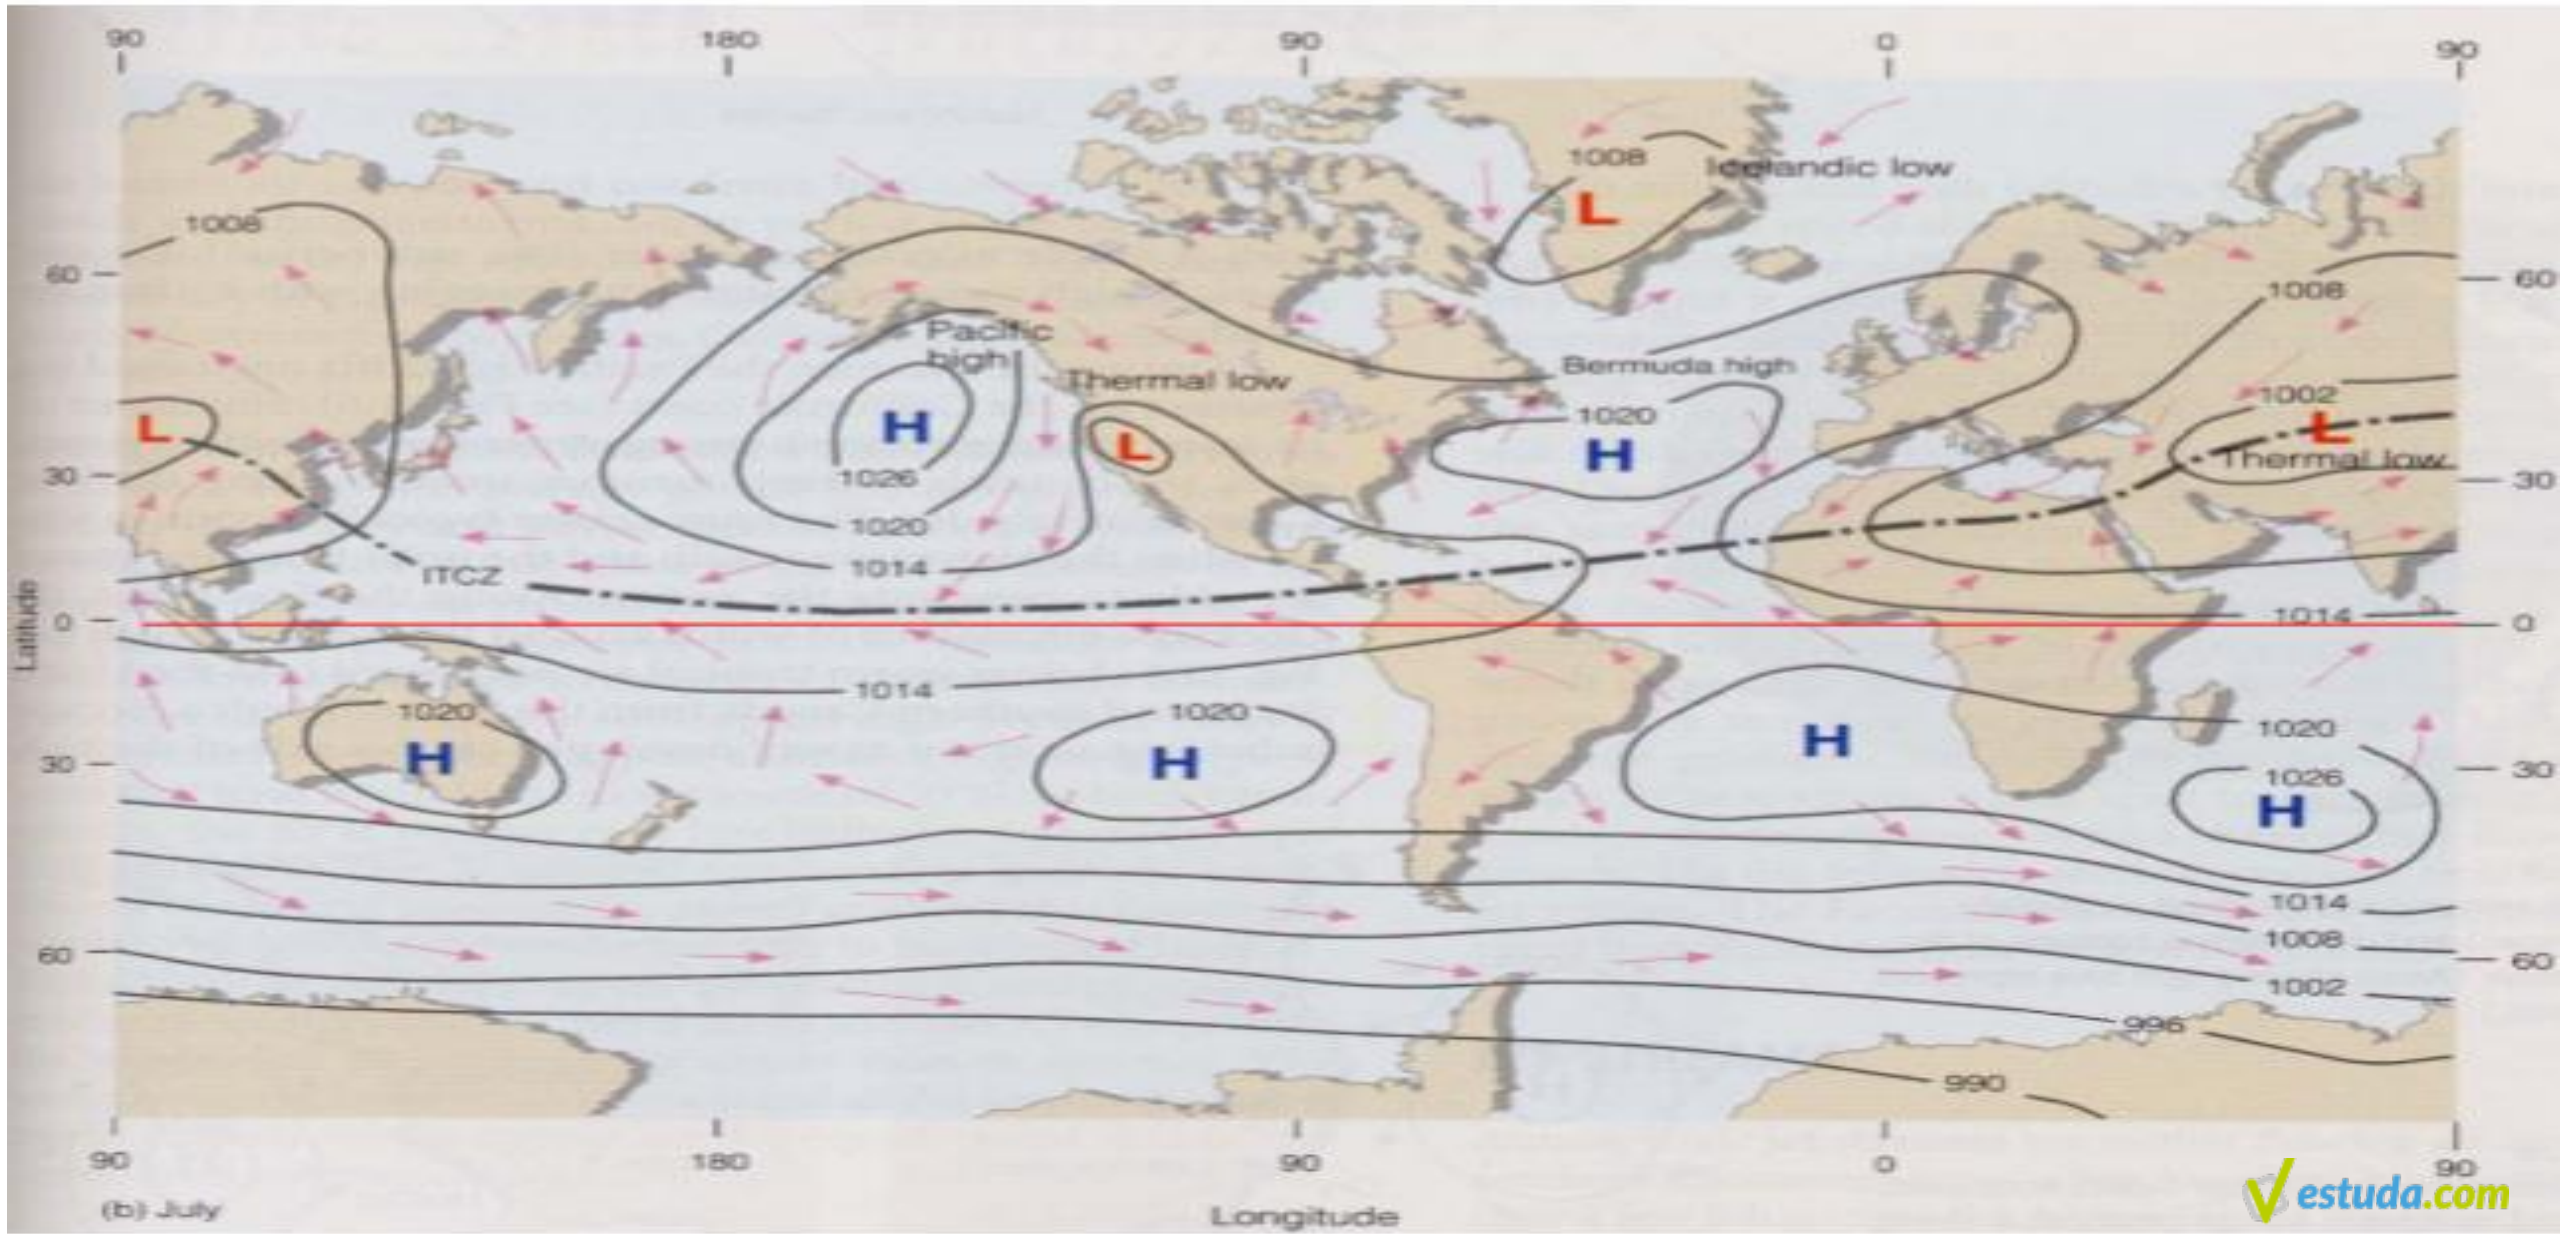 90 180 90 0 90
1008
Icelandic low
1008
60
60
1008
Pacific
high
Bermuda high
Thermal low
1002
1020
L
H
L
H
L
Thermal low
30
1026
30
1020
1014
ITCZ
Latitude
0
1014
0
1014
1020
1020
1020
H
H
H
30
1026
30
H
1014
1008
60
60
1002
996
990
90 180 90 0 90
(b) July
Longitude
estuda.com
L